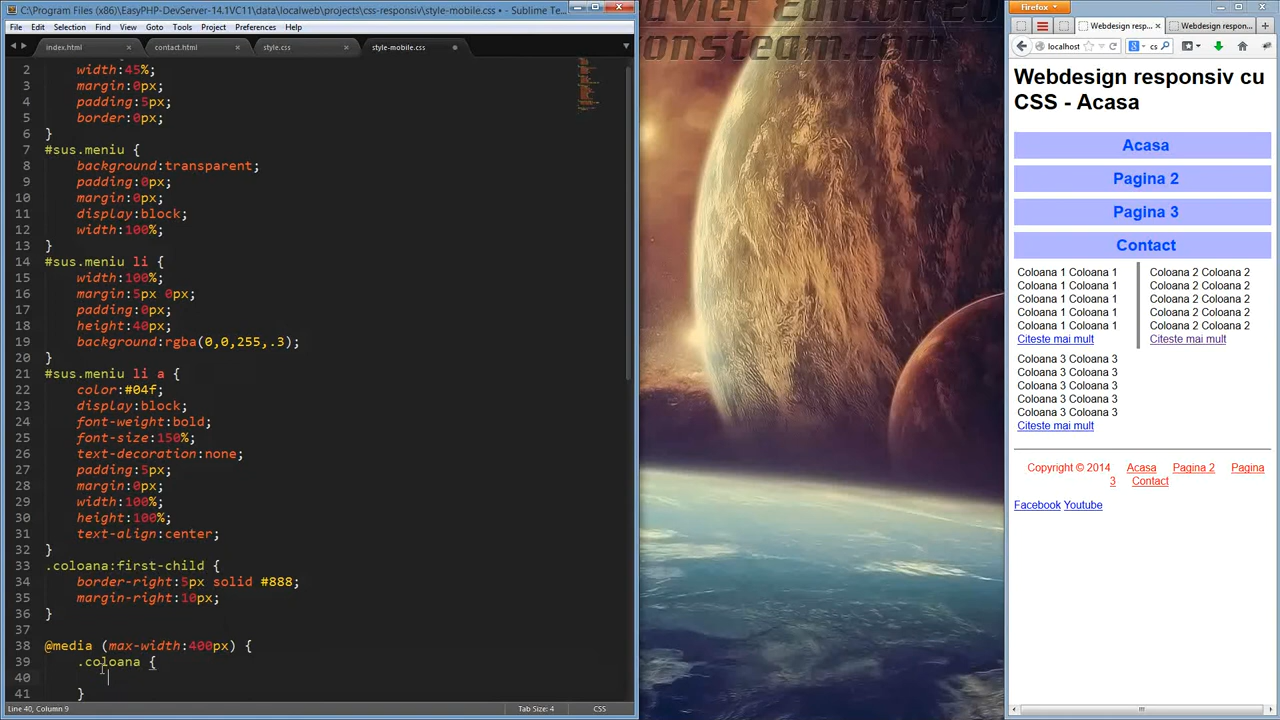 C:\Program Files (x86)\EasyPHP-DevServer-14.1VC11\data\localweb\projects\css-responsiv\style-mobile.css • - Sublime Te...
File Edit Selection Find View Goto Tools Project Preferences Help
index.html × contact.html × style.css × style-mobile.css
2 width:45%;
3 margin:0px;
4 padding:5px;
5 border:0px;
6 }
7 #sus.meniu {
8 background:transparent;
9 padding:0px;
10 margin:0px;
11 display:block;
12 width:100%;
13 }
14 #sus.meniu li {
15 width:100%;
16 margin:5px 0px;
17 padding:0px;
18 height:40px;
19 background:rgba(0,0,255,.3);
20 }
21 #sus.meniu li a {
22 color:#04f;
23 display:block;
24 font-weight:bold;
25 font-size:150%;
26 text-decoration:none;
27 padding:5px;
28 margin:0px;
29 width:100%;
30 height:100%;
31 text-align:center;
32 }
33 .coloana:first-child {
34 border-right:5px solid #888;
35 margin-right:10px;
36 }
37
38 @media (max-width:400px) {
39 .coloana {
40
41 }
Line 40, Column 9 Tab Size: 4 CSS
onsteam.com
Firefox
Webdesign resp... × Webdesign respon...
localhost cs
Webdesign responsiv cu
CSS - Acasa
Acasa
Pagina 2
Pagina 3
Contact
Coloana 1 Coloana 1
Coloana 1 Coloana 1
Coloana 1 Coloana 1
Coloana 1 Coloana 1
Coloana 1 Coloana 1
Citeste mai mult
Coloana 2 Coloana 2
Coloana 2 Coloana 2
Coloana 2 Coloana 2
Coloana 2 Coloana 2
Coloana 2 Coloana 2
Citeste mai mult
Coloana 3 Coloana 3
Coloana 3 Coloana 3
Coloana 3 Coloana 3
Coloana 3 Coloana 3
Coloana 3 Coloana 3
Citeste mai mult
Copyright © 2014 Acasa Pagina 2 Pagina
3 Contact
Facebook Youtube